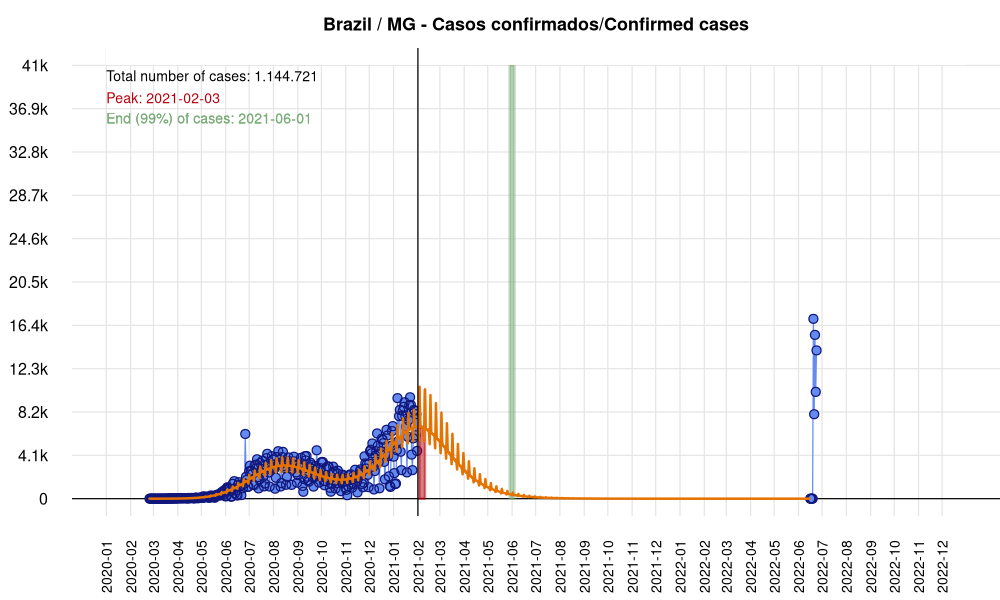 Brazil / MG - Casos confirmados/Confirmed cases
41k
Total number of cases: 1.144.721
Peak: 2021-02-03
36.9k
End (99%) of cases: 2021-06-01
32.8k
28.7k
24.6k
20.5k
16.4k
12.3k
8.2k
4.1k
0
2020-01
2020-02
2020-03
2020-04
2020-05
2020-06
2020-07
2020-08
2020-09
2020-10
2020-11
2020-12
2021-01
2021-02
2021-03
2021-04
2021-05
2021-06
2021-07
2021-08
2021-09
2021-10
2021-11
2021-12
2022-01
2022-02
2022-03
2022-04
2022-05
2022-06
2022-07
2022-08
2022-09
2022-10
2022-11
2022-12